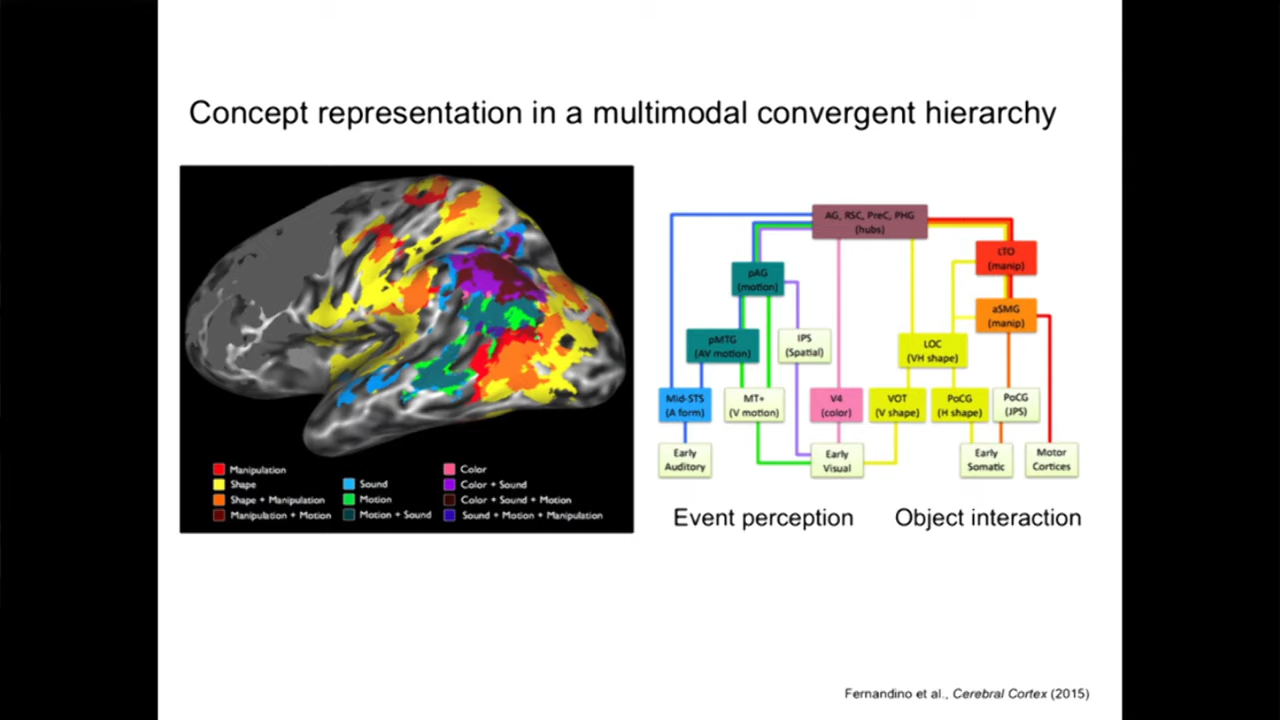 Concept representation in a multimodal convergent hierarchy
Manipulation
Shape
Shape + Manipulation
Manipulation + Motion
Sound
Motion
Motion + Sound
Color
Color + Sound
Color + Sound + Motion
Sound + Motion + Manipulation
AG, RSC, PreC, PHG
(hubs)
LTO
(manip)
pAG
(motion)
aSMG
(manip)
pMTG
(AV motion)
IPS
(Spatial)
LOC
(VH shape)
Mid-STS
(A form)
MT+
(V motion)
V4
(color)
VOT
(V shape)
PoCG
(H shape)
PoCG
(JPS)
Early
Auditory
Early
Visual
Early
Somatic
Motor
Cortices
Event perception
Object interaction
Fernandino et al., Cerebral Cortex (2015)